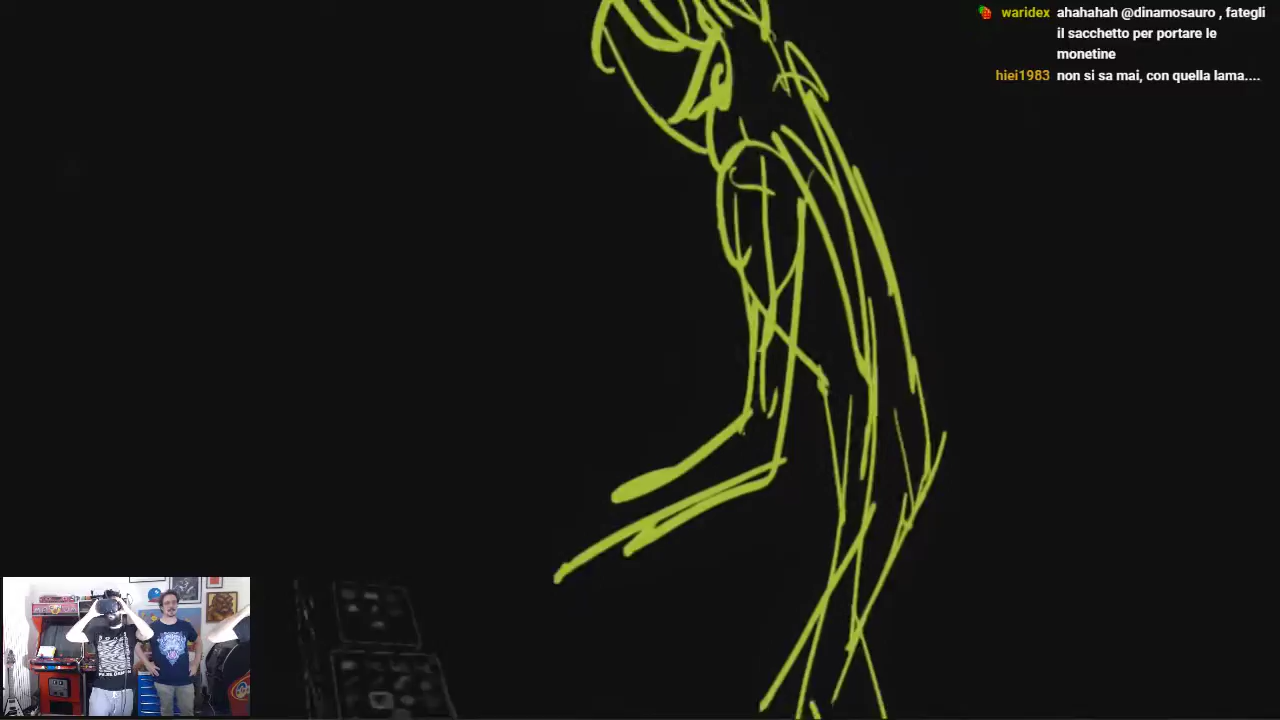 waridex ahahahah @dinamosauro , fategli
il sacchetto per portare le
monetine
hiei1983 non si sa mai, con quella lama....